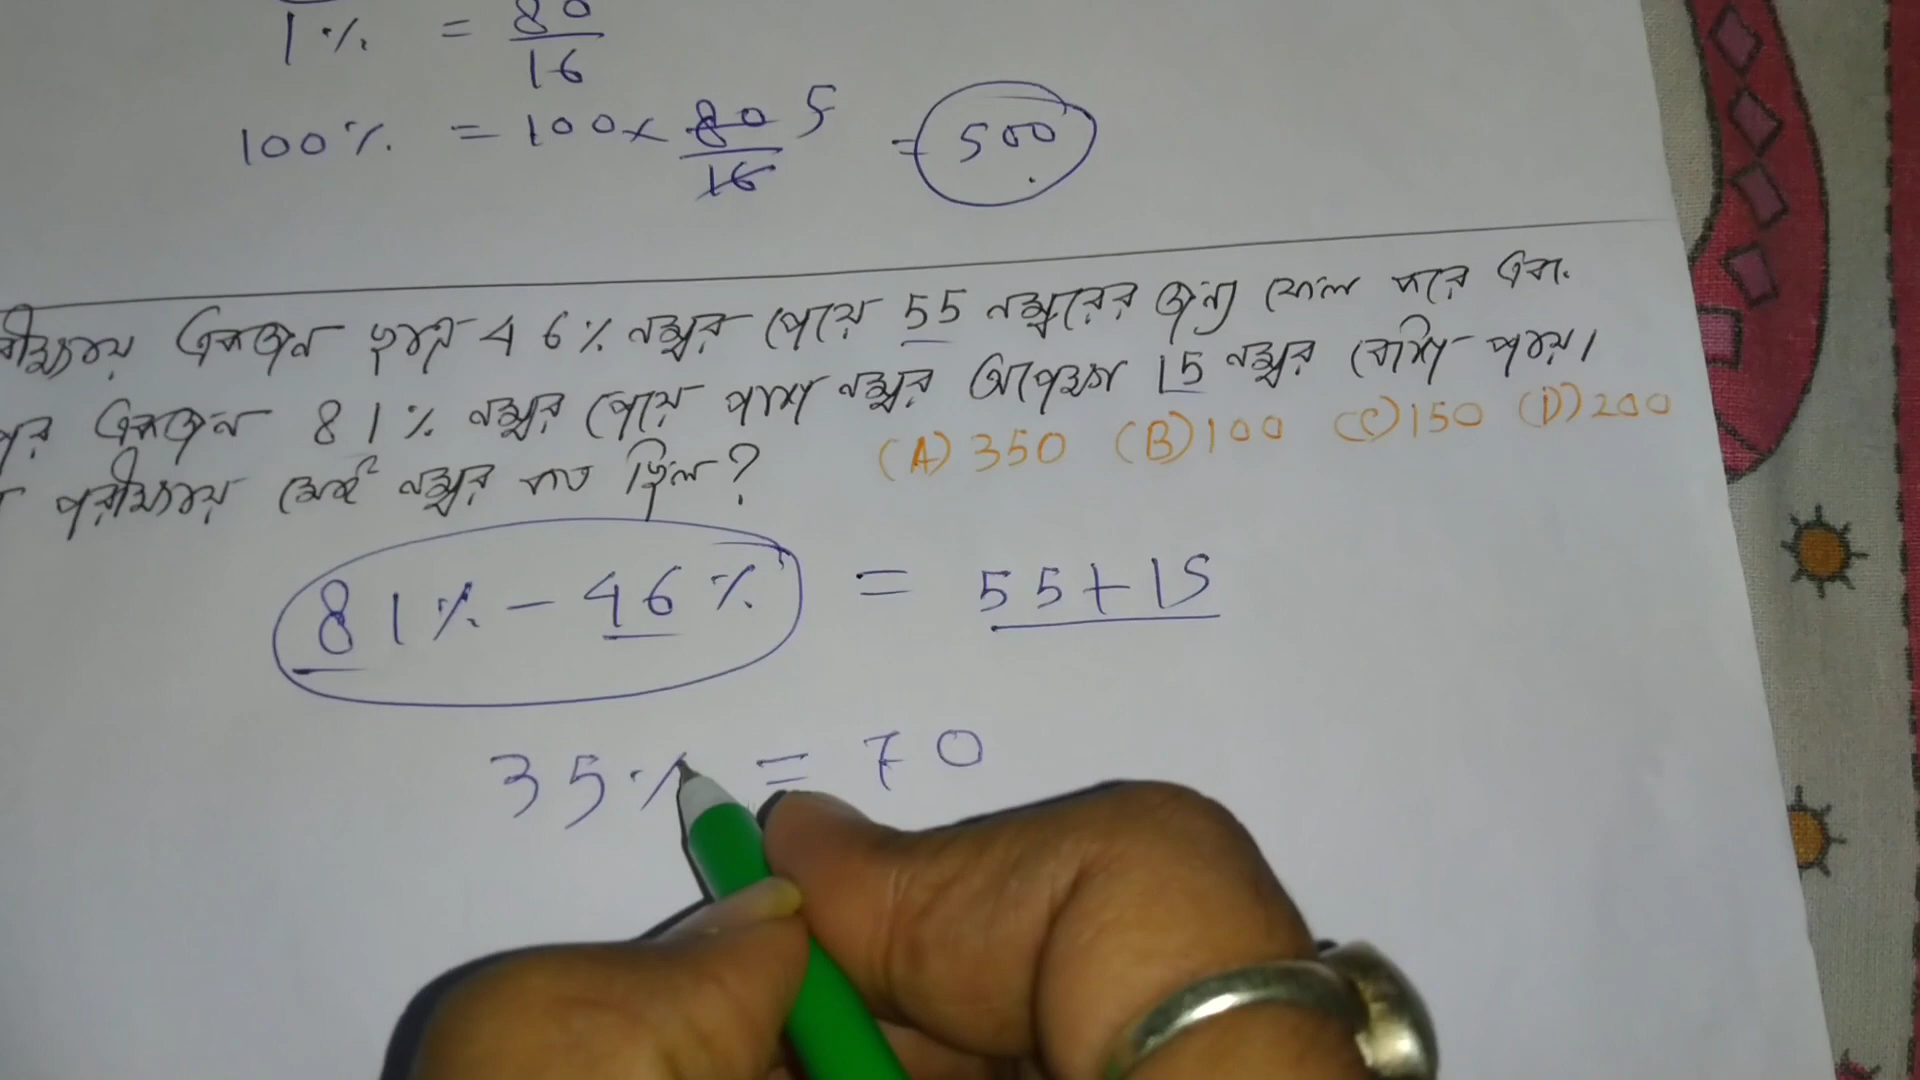 1% = 80/16
100% = 100 × 80/16 5 = 500
একজন ছাত্র 46% নম্বর পেয়ে 55 নম্বরের জন্য ফেল করে এবং
অপর একজন 81% নম্বর পেয়ে পাশ নম্বর অপেক্ষা 15 নম্বর বেশি পায়।
পরীক্ষায় মোট নম্বর কত ছিল? (A) 350 (B) 100 (C) 150 (D) 200
81% - 46% = 55+15
35% = 70